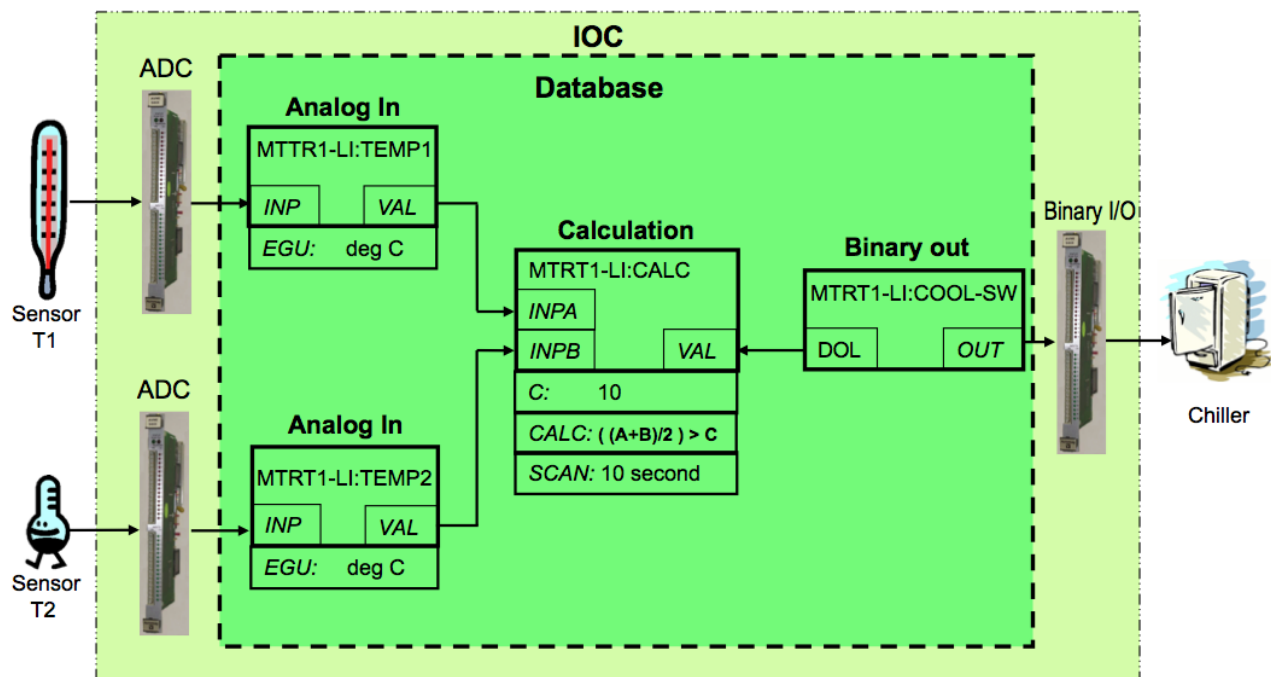 IOC
ADC
Database
Analog In
MTTR1-LI:TEMP1
INP VAL
EGU: deg C
Sensor
T1
Calculation
MTRT1-LI:CALC
INPA
INPB VAL
C: 10
CALC: ( (A+B)/2 ) > C
SCAN: 10 second
Binary out
MTRT1-LI:COOL-SW
DOL OUT
Binary I/O
Chiller
ADC
Analog In
MTRT1-LI:TEMP2
INP VAL
EGU: deg C
Sensor
T2